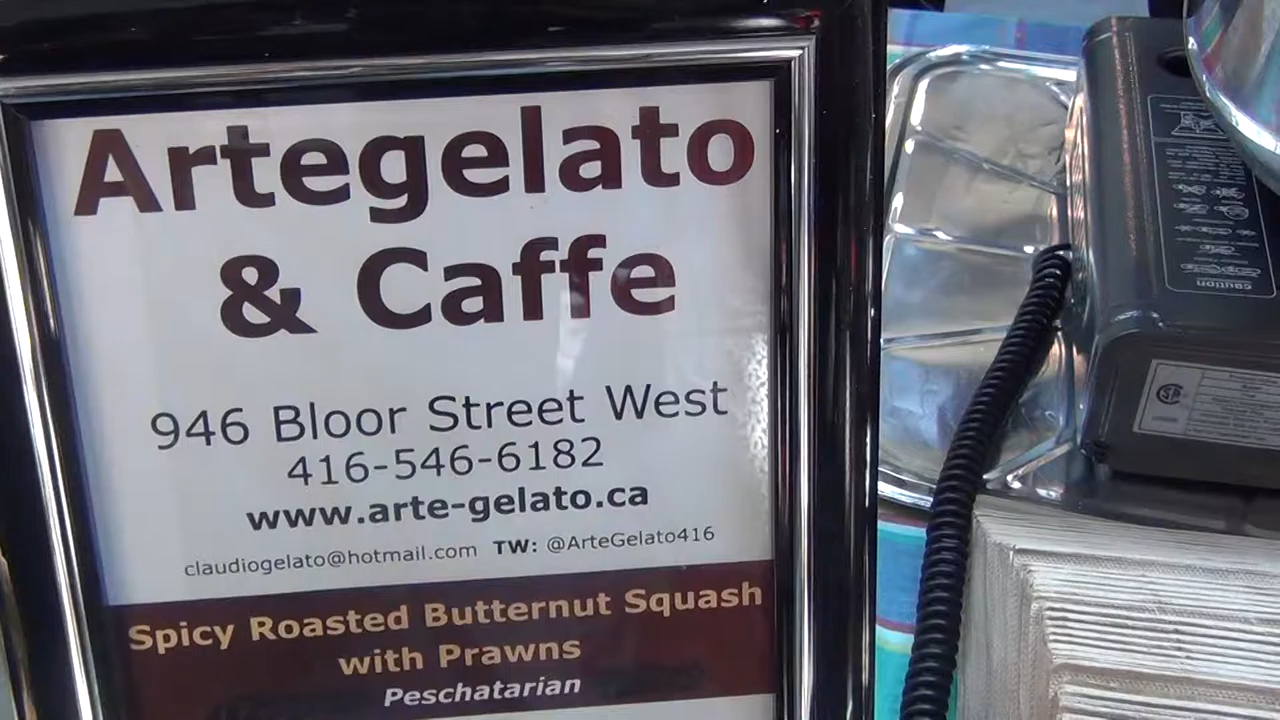 Artegelato
& Caffe
946 Bloor Street West
416-546-6182
www.arte-gelato.ca
claudiogelato@hotmail.com TW: @ArteGelato416
Spicy Roasted Butternut Squash
with Prawns
Peschatarian
caution